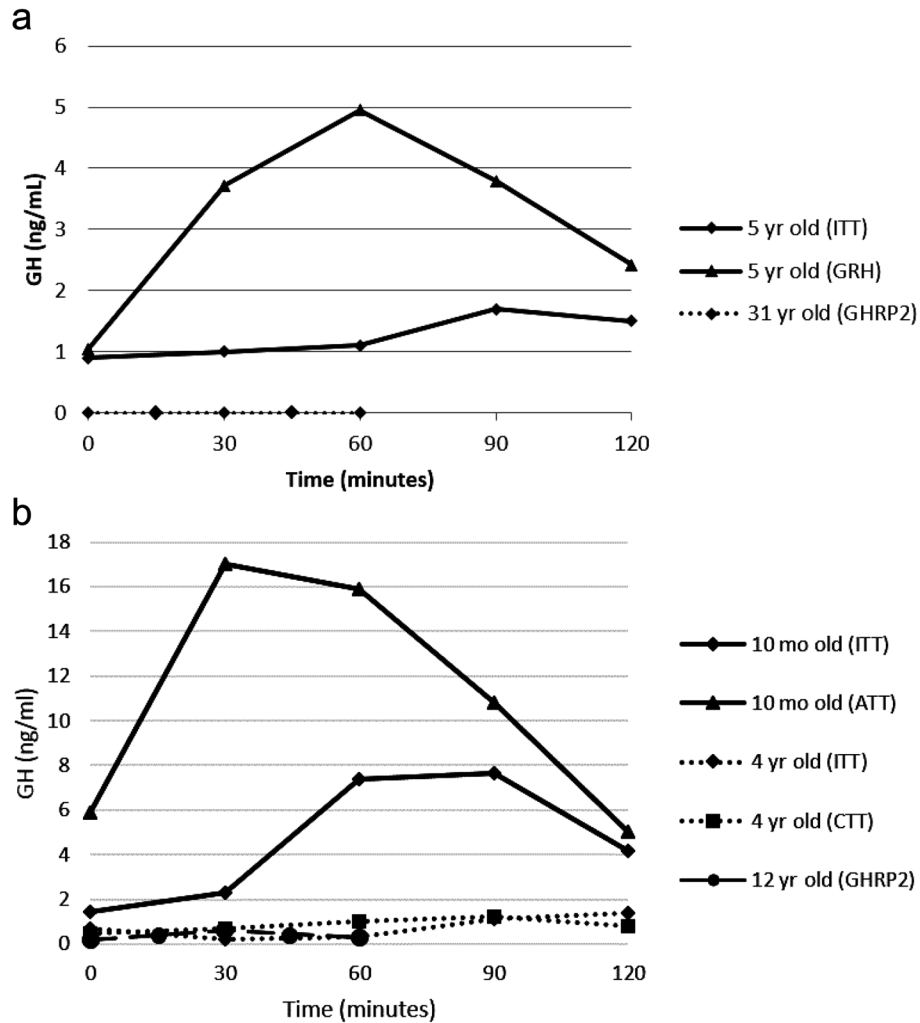 a
6
5
4
3
2
1
0
GH (ng/mL)
0 30 60 90 120
Time (minutes)
5 yr old (ITT)
5 yr old (GRH)
31 yr old (GHRP2)
b
18
16
14
12
10
8
6
4
2
0
GH (ng/ml)
0 30 60 90 120
Time (minutes)
10 mo old (ITT)
10 mo old (ATT)
4 yr old (ITT)
4 yr old (CTT)
12 yr old (GHRP2)